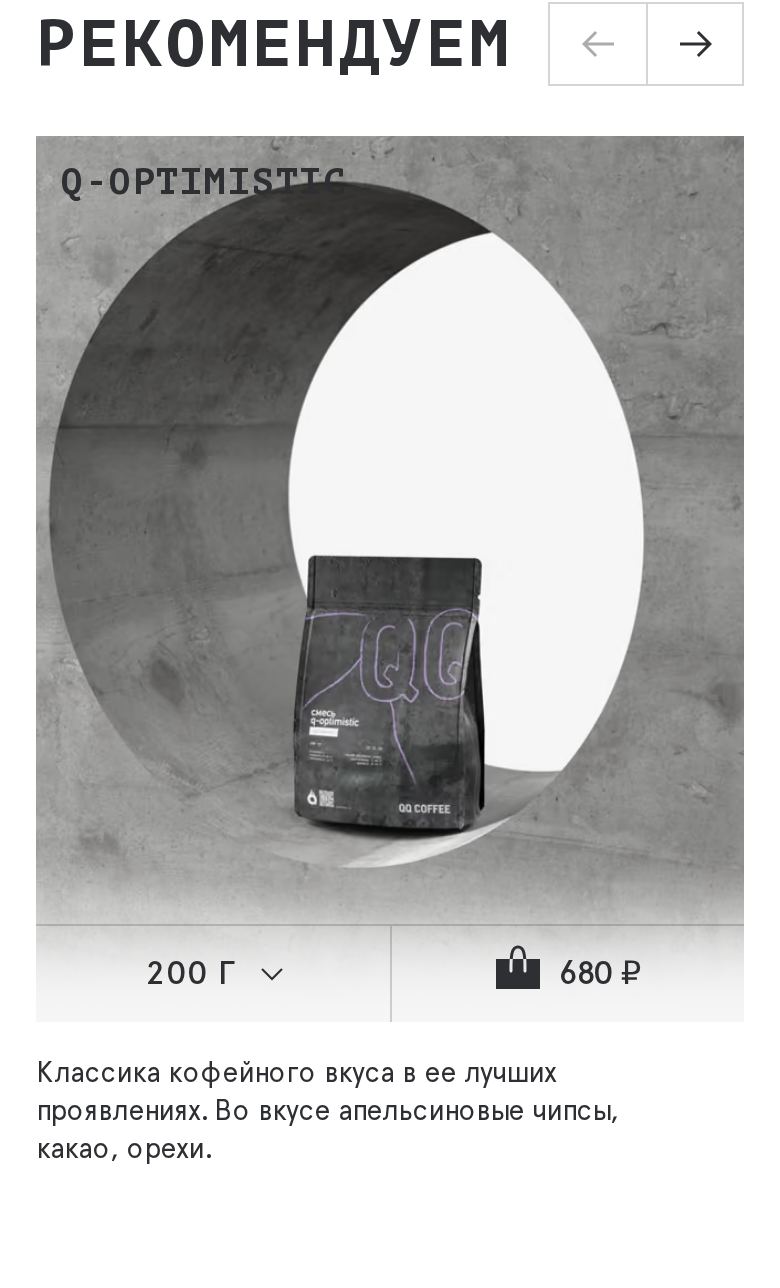 РЕКОМЕНДУЕМ
Q-OPTIMISTIC
QQ
смесь
q-optimistic
QQ COFFEE
200 Г
680 ₽
Классика кофейного вкуса в ее лучших
проявлениях. Во вкусе апельсиновые чипсы,
какао, орехи.